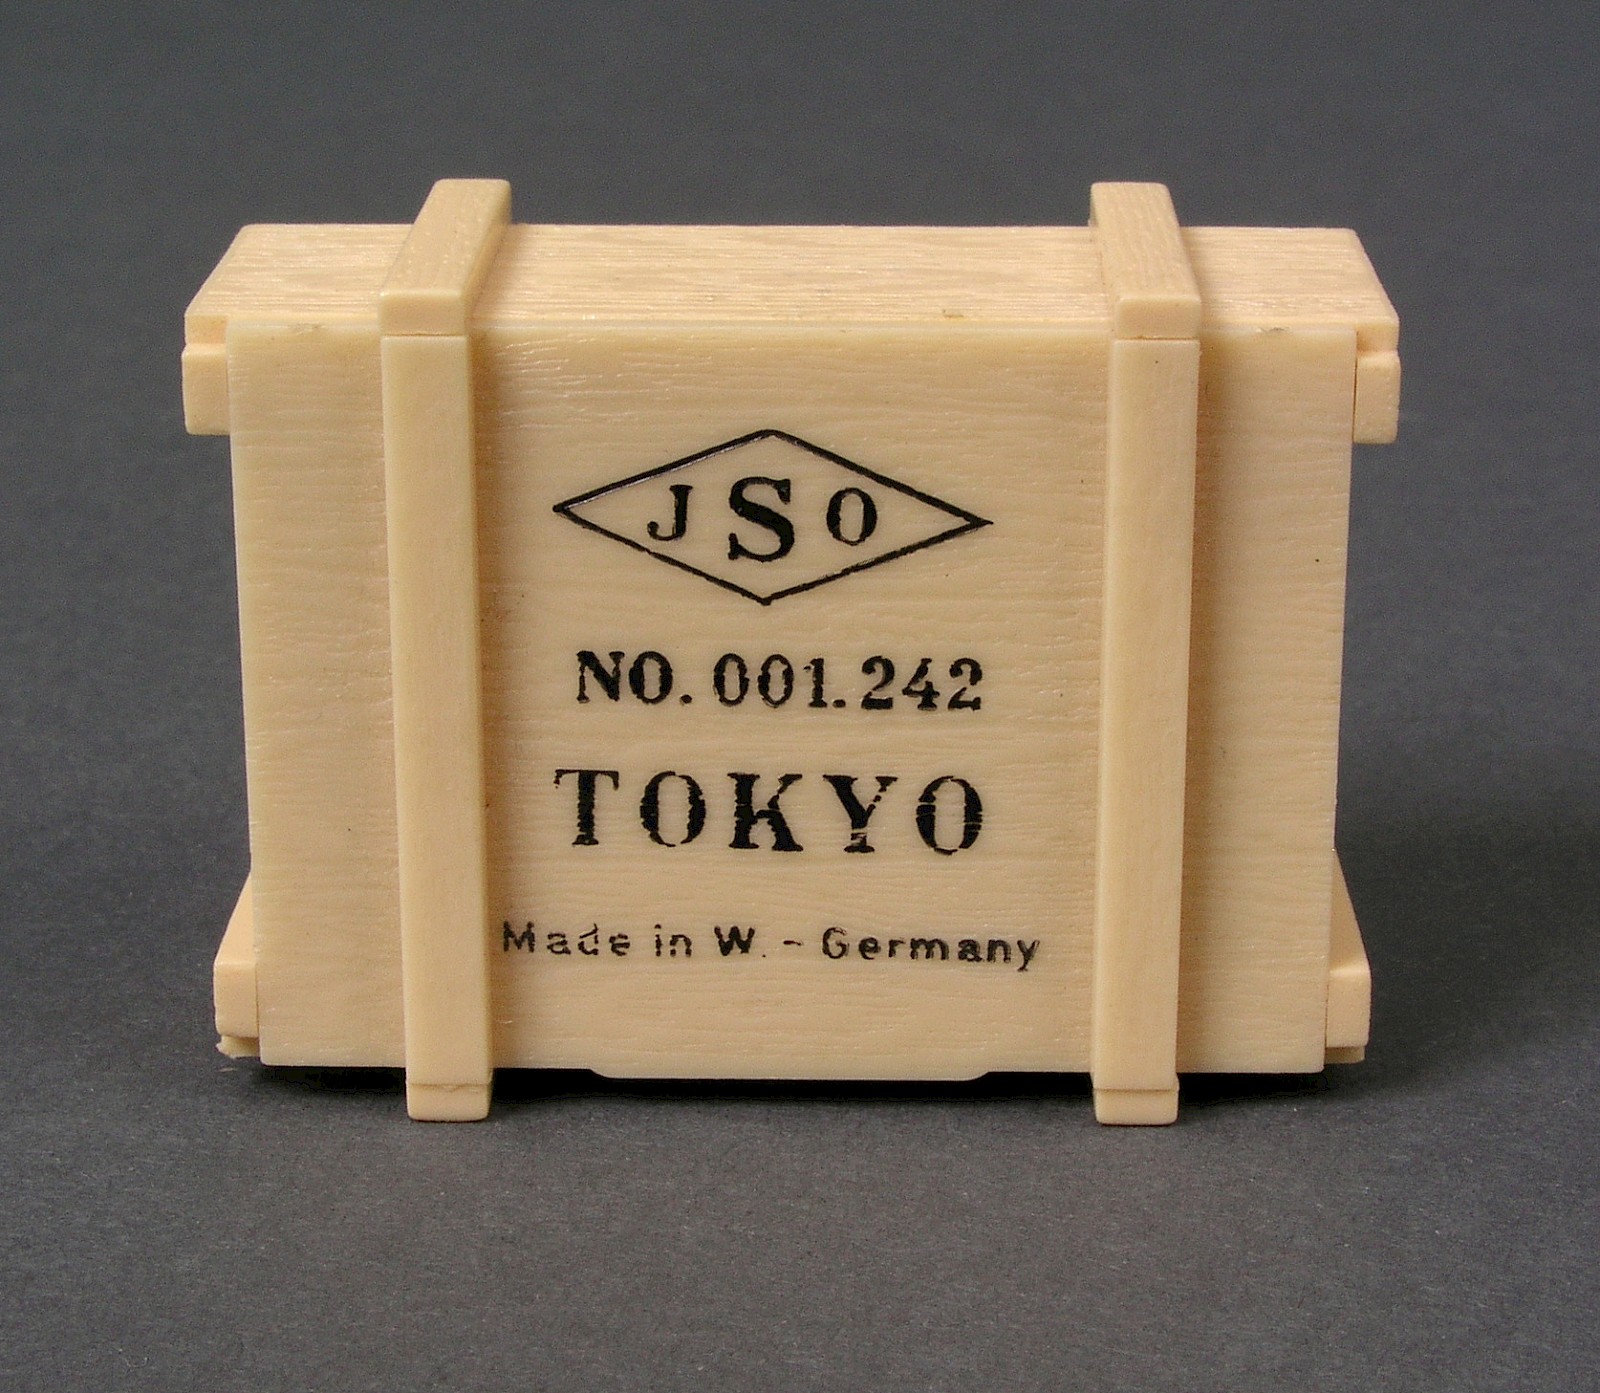 JSO
NO. 001.242
TOKYO
Made in W. - Germany